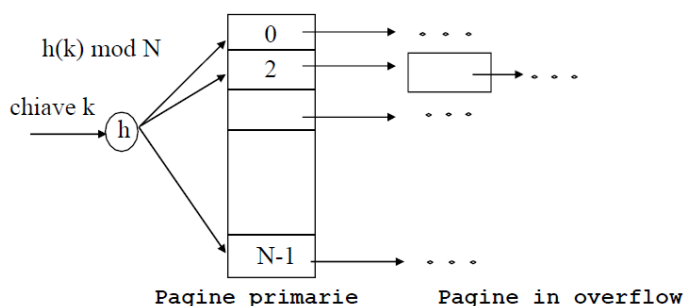 h(k) mod N
chiave k
h
0
2
N-1
Pagine primarie
Pagine in overflow